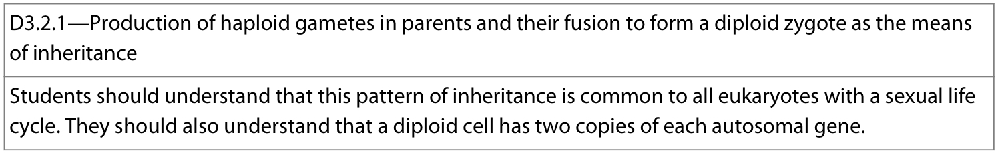 D3.2.1—Production of haploid gametes in parents and their fusion to form a diploid zygote as the means
of inheritance
Students should understand that this pattern of inheritance is common to all eukaryotes with a sexual life
cycle. They should also understand that a diploid cell has two copies of each autosomal gene.